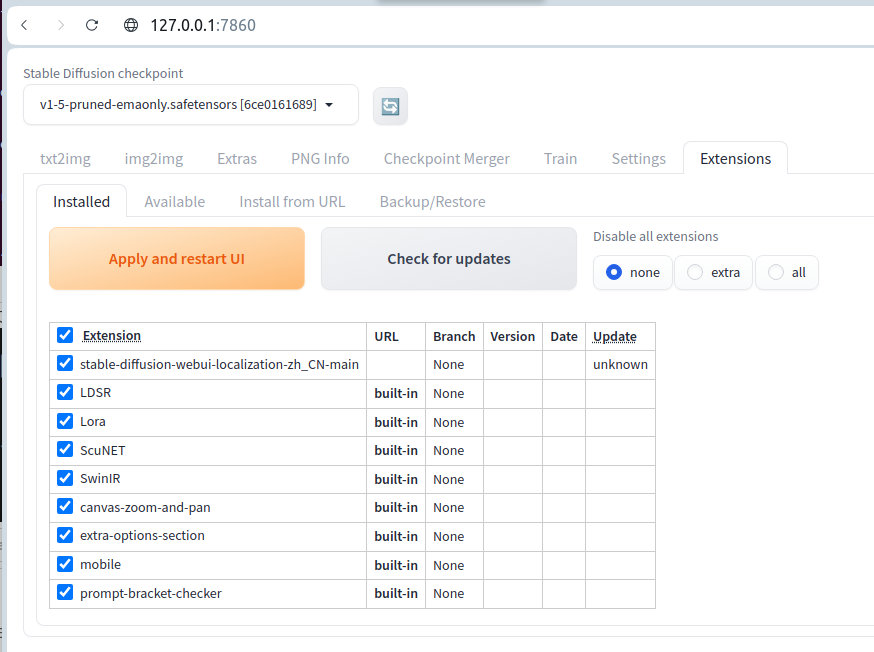 127.0.0.1:7860
Stable Diffusion checkpoint
v1-5-pruned-emaonly.safetensors [6ce0161689]
txt2img img2img Extras PNG Info Checkpoint Merger Train Settings Extensions
Installed Available Install from URL Backup/Restore
Disable all extensions
Apply and restart UI Check for updates none extra all
Extension URL Branch Version Date Update
stable-diffusion-webui-localization-zh_CN-main None unknown
LDSR built-in None
Lora built-in None
ScuNET built-in None
SwinIR built-in None
canvas-zoom-and-pan built-in None
extra-options-section built-in None
mobile built-in None
prompt-bracket-checker built-in None